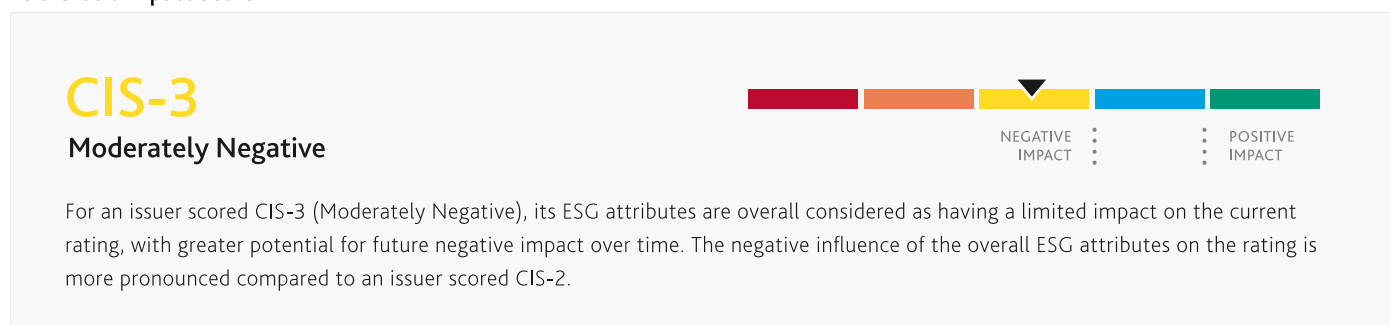 CIS-3
Moderately Negative
NEGATIVE
IMPACT
POSITIVE
IMPACT
For an issuer scored CIS-3 (Moderately Negative), its ESG attributes are overall considered as having a limited impact on the current
rating, with greater potential for future negative impact over time. The negative influence of the overall ESG attributes on the rating is
more pronounced compared to an issuer scored CIS-2.